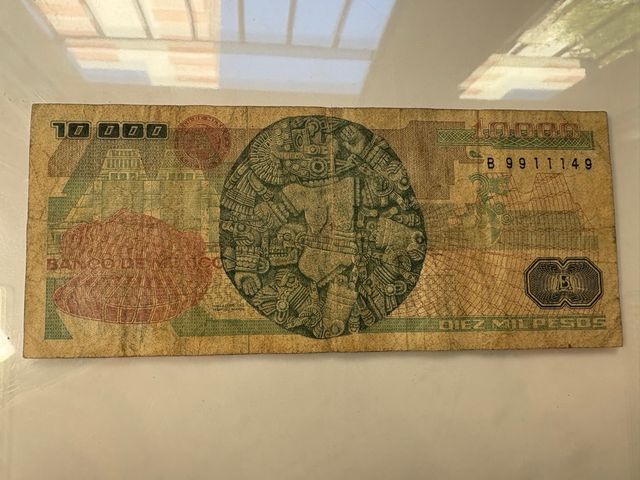 10 000
10000
B 9911149
BANCO DE MEXICO
B
DIEZ MIL PESOS